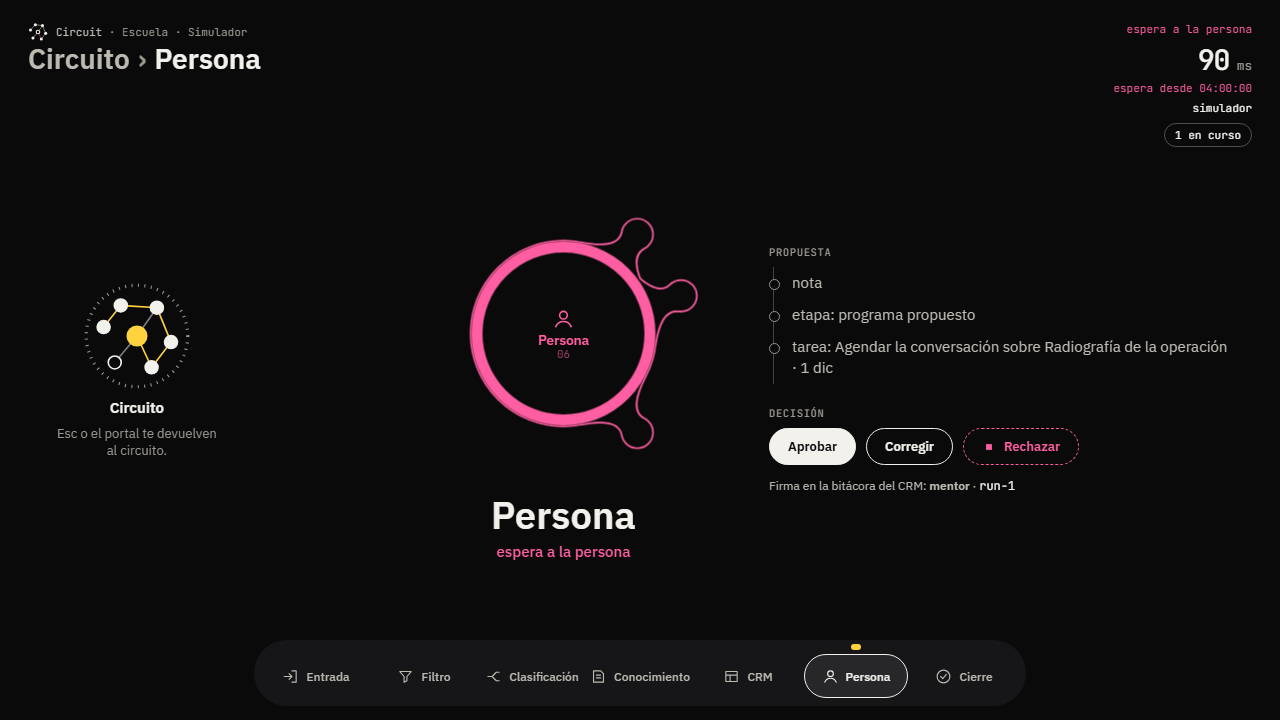 Circuit · Escuela · Simulador
Circuito › Persona
espera a la persona
90 ms
espera desde 04:00:00
simulador
1 en curso
Circuito
Esc o el portal te devuelven
al circuito.
Persona
06
Persona
espera a la persona
PROPUESTA
nota
etapa: programa propuesto
tarea: Agendar la conversación sobre Radiografía de la operación
· 1 dic
DECISIÓN
Aprobar
Corregir
Rechazar
Firma en la bitácora del CRM: mentor · run-1
Entrada
Filtro
Clasificación
Conocimiento
CRM
Persona
Cierre